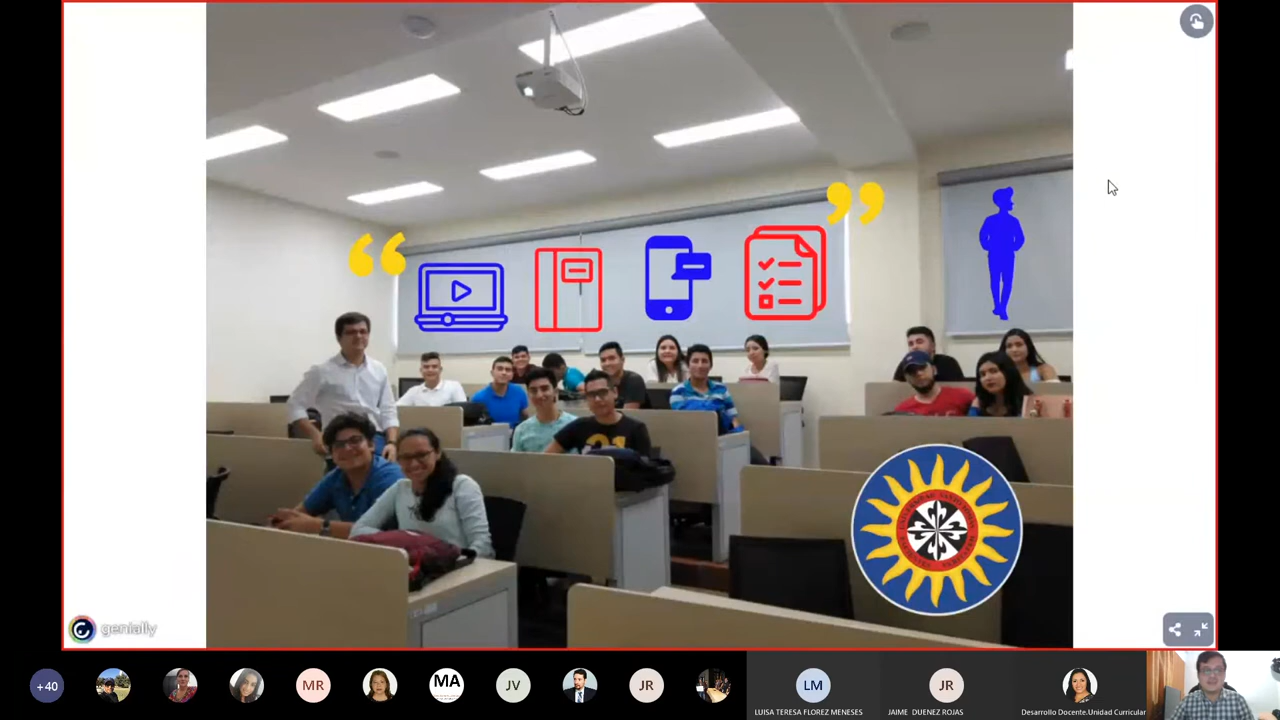 “ ”
genially
+40
MR
MA
JV
JR
LM
JR
LUISA TERESA FLOREZ MENESES
JAIME DUENEZ ROJAS
Desarrollo Docente.Unidad Curricular